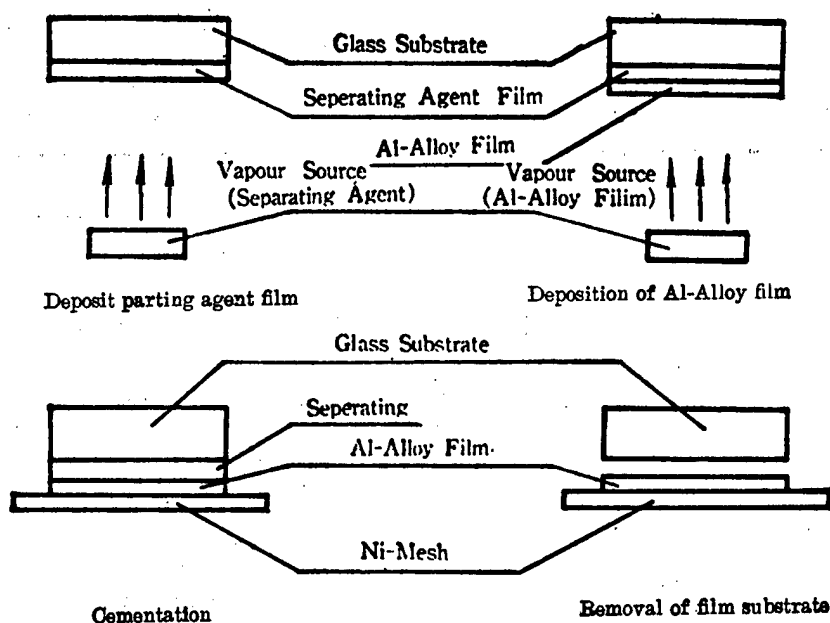 Glass Substrate
Seperating Agent Film
Al-Alloy Film
Vapour Source
(Separating Agent)
Vapour Source
(Al-Alloy Filim)
Deposit parting agent film
Deposition of Al-Alloy film
Glass Substrate
Seperating
Al-Alloy Film
Ni-Mesh
Cementation
Removal of film substrate